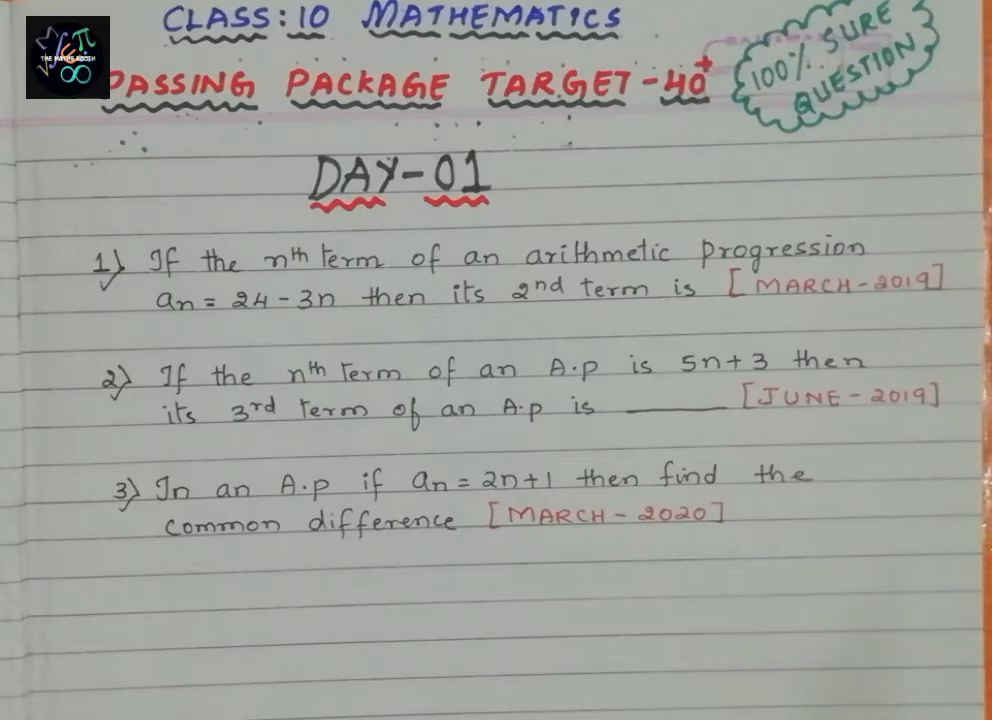 CLASS: 10 MATHEMATICS
PASSING PACKAGE TARGET-40+
100% SURE
QUESTION
THE MATHS BOOTH
DAY-01
1) If the nth term of an arithmetic progression
an = 24 - 3n then its 2nd term is [MARCH-2019]
2) If the nth term of an A.p is 5n+3 then
its 3rd term of an A.p is ______ [JUNE-2019]
3) In an A.p if an = 2n+1 then find the
common difference [MARCH-2020]